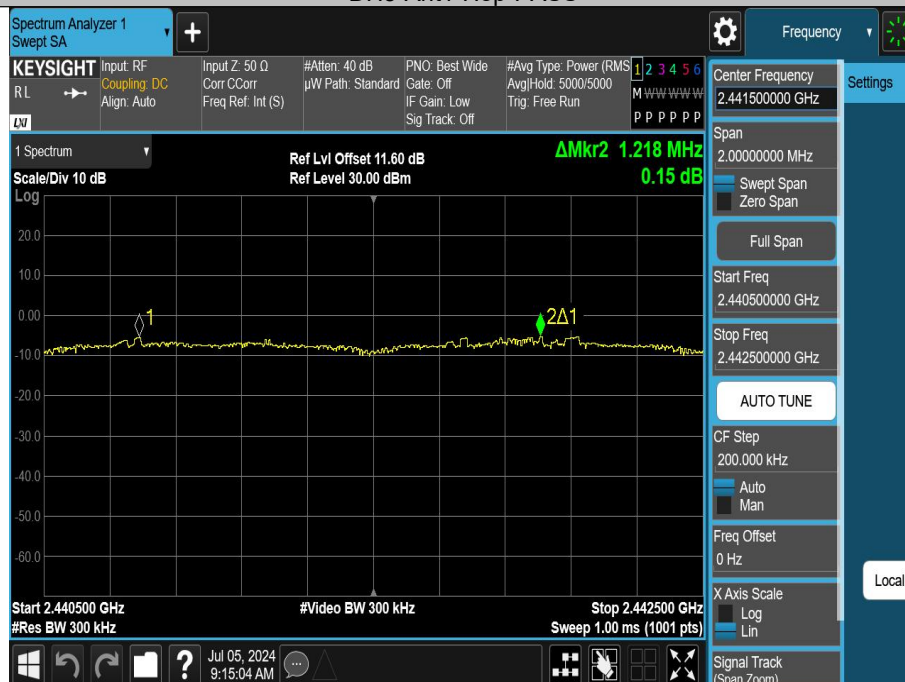 Spectrum Analyzer 1
Swept SA
Frequency
KEYSIGHT
RL
LXI
Input: RF
Coupling: DC
Align: Auto
Input Z: 50 Ω
Corr CCorr
Freq Ref: Int (S)
#Atten: 40 dB
µW Path: Standard
PNO: Best Wide
Gate: Off
IF Gain: Low
Sig Track: Off
#Avg Type: Power (RMS
Avg|Hold: 5000/5000
Trig: Free Run
1 2 3 4 5 6
M W W W W W
P P P P P P
Center Frequency
2.441500000 GHz
Settings
1 Spectrum
Scale/Div 10 dB
Log
Ref Lvl Offset 11.60 dB
Ref Level 30.00 dBm
ΔMkr2 1.218 MHz
0.15 dB
20.0
10.0
0.00
-10.0
-20.0
-30.0
-40.0
-50.0
-60.0
1
2Δ1
Span
2.00000000 MHz
Swept Span
Zero Span
Full Span
Start Freq
2.440500000 GHz
Stop Freq
2.442500000 GHz
AUTO TUNE
CF Step
200.000 kHz
Auto
Man
Freq Offset
0 Hz
X Axis Scale
Log
Lin
Local
Signal Track
(Span Zoom)
Start 2.440500 GHz
#Res BW 300 kHz
#Video BW 300 kHz
Stop 2.442500 GHz
Sweep 1.00 ms (1001 pts)
?
Jul 05, 2024
9:15:04 AM